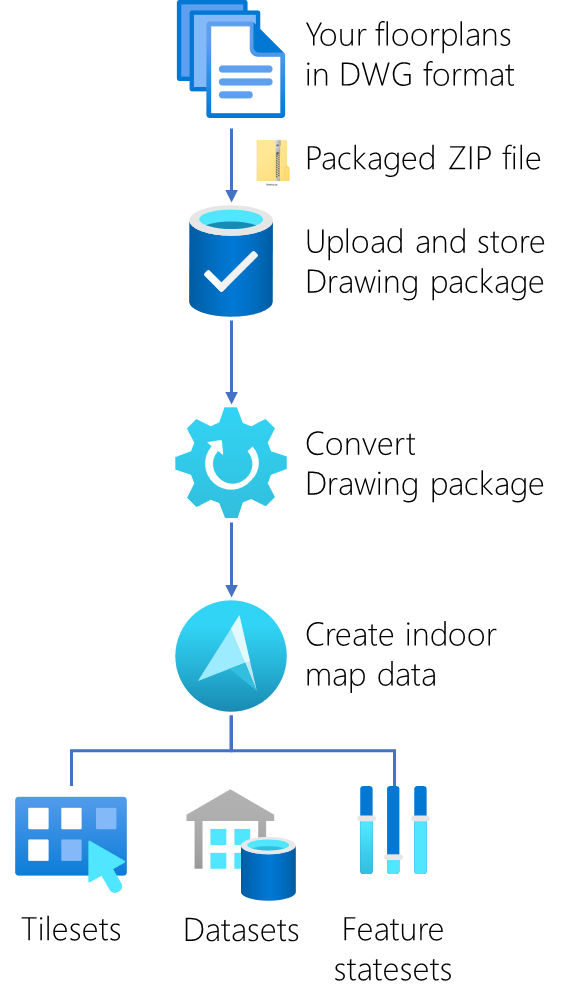 Your floorplans
in DWG format
Packaged ZIP file
Upload and store
Drawing package
Convert
Drawing package
Create indoor
map data
Tilesets
Datasets
Feature
statesets